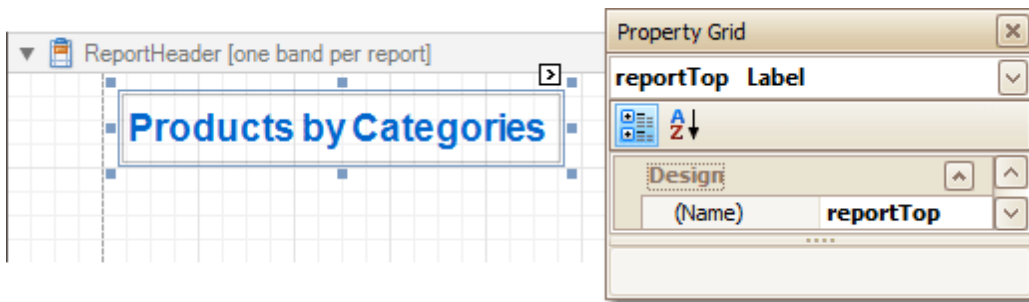 ReportHeader [one band per report]
Products by Categories
Property Grid
reportTop Label
A
Z
Design
(Name) reportTop